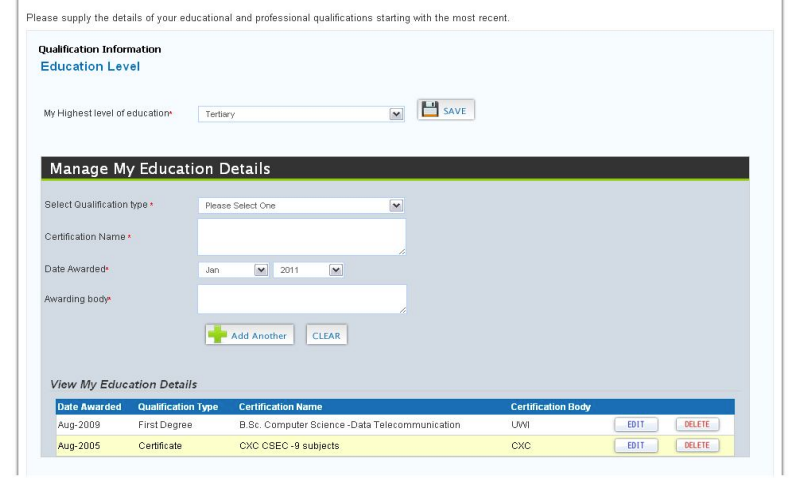 Please supply the details of your educational and professional qualifications starting with the most recent.
Qualification Information
Education Level
My Highest level of education* Tertiary SAVE
Manage My Education Details
Select Qualification type * Please Select One
Certification Name *
Date Awarded* Jan 2011
Awarding body*
Add Another CLEAR
View My Education Details
Date Awarded Qualification Type Certification Name Certification Body
Aug-2009 First Degree B.Sc. Computer Science -Data Telecommunication UWI EDIT DELETE
Aug-2005 Certificate CXC CSEC -9 subjects CXC EDIT DELETE